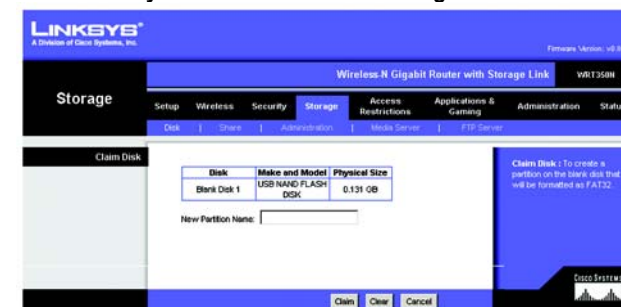 LINKSYS®
A Division of Cisco Systems, Inc.
Firmware Version: v0.9
Wireless-N Gigabit Router with Storage Link WRT350N
Storage
Setup Wireless Security Storage Access Restrictions Applications & Gaming Administration Statu
Disk | Share | Administration | Media Server | FTP Server
Claim Disk
Disk Make and Model Physical Size
Blank Disk 1 USB NAND FLASH DISK 0.131 GB
New Partition Name:
Claim Disk : To create a
partition on the blank disk that
will be formatted as FAT32.
Claim Clear Cancel
CISCO SYSTEMS